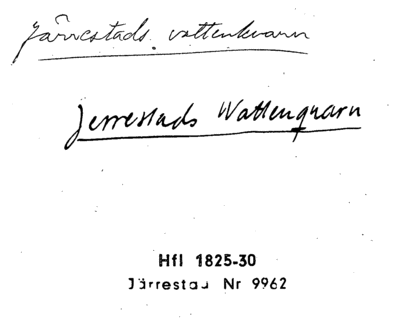 Järrestads vattenkvarn
Jerrestads Wattenqvarn
Hfl 1825-30
Järrestad Nr 9962